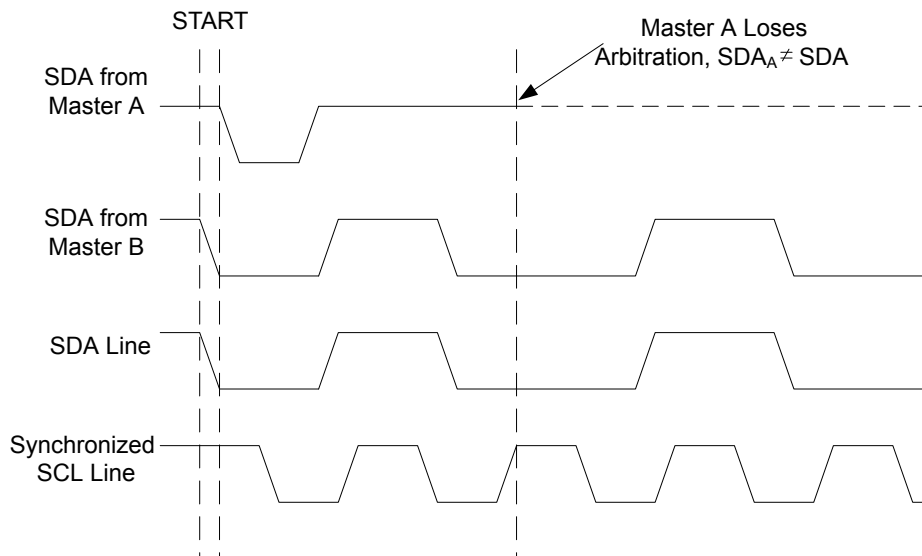 START
Master A Loses
Arbitration, SDA_A ≠ SDA
SDA from
Master A
SDA from
Master B
SDA Line
Synchronized
SCL Line